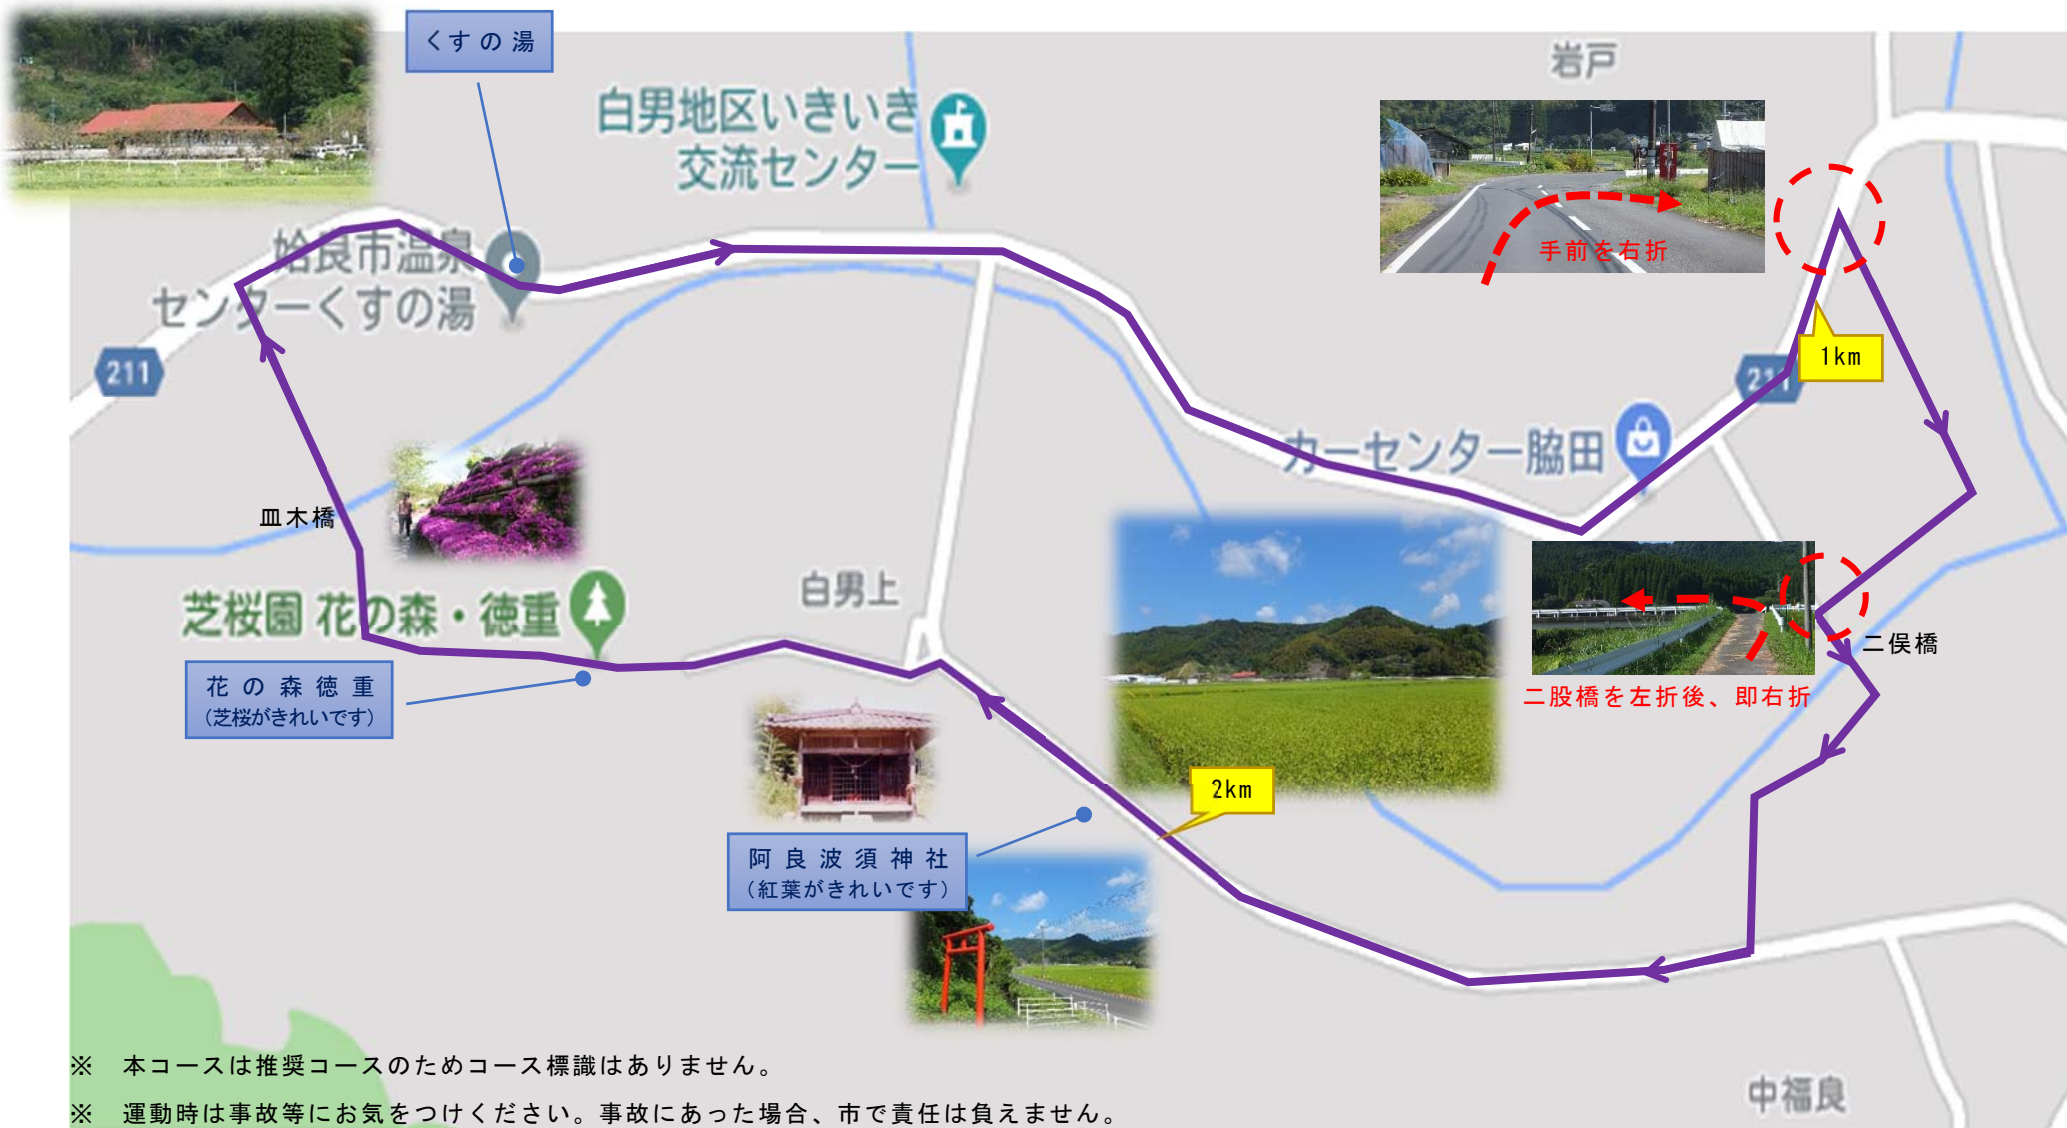 くすの湯
岩戸
白男地区いきいき
交流センター
手前を右折
姶良市温泉
センターくすの湯
211
1km
211
カーセンター脇田
皿木橋
芝桜園 花の森・徳重
白男上
二俣橋
花の森徳重
(芝桜がきれいです)
二股橋を左折後、即右折
2km
阿良波須神社
(紅葉がきれいです)
※　本コースは推奨コースのためコース標識はありません。
中福良
※　運動時は事故等にお気をつけください。事故にあった場合、市で責任は負えません。